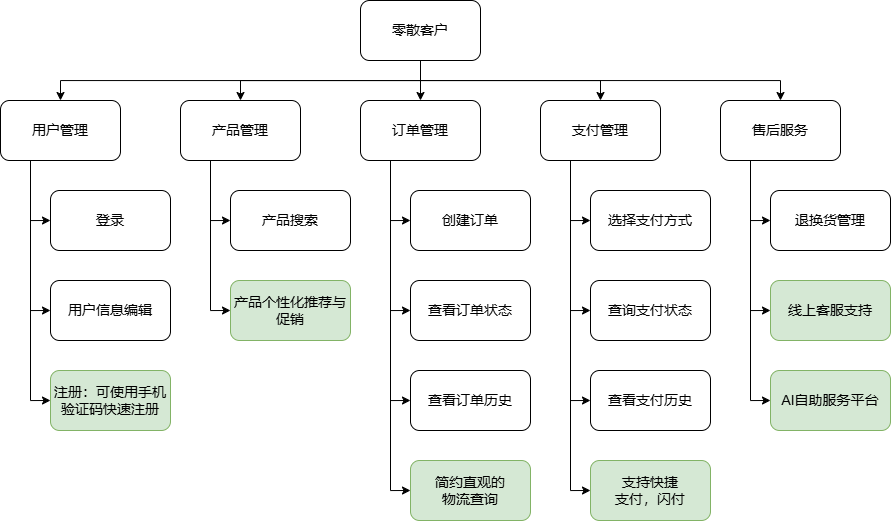 零散客户
用户管理
产品管理
订单管理
支付管理
售后服务
登录
产品搜索
创建订单
选择支付方式
退换货管理
用户信息编辑
产品个性化推荐与
促销
查看订单状态
查询支付状态
线上客服支持
注册：可使用手机
验证码快速注册
查看订单历史
查看支付历史
AI自助服务平台
简约直观的
物流查询
支持快捷
支付，闪付